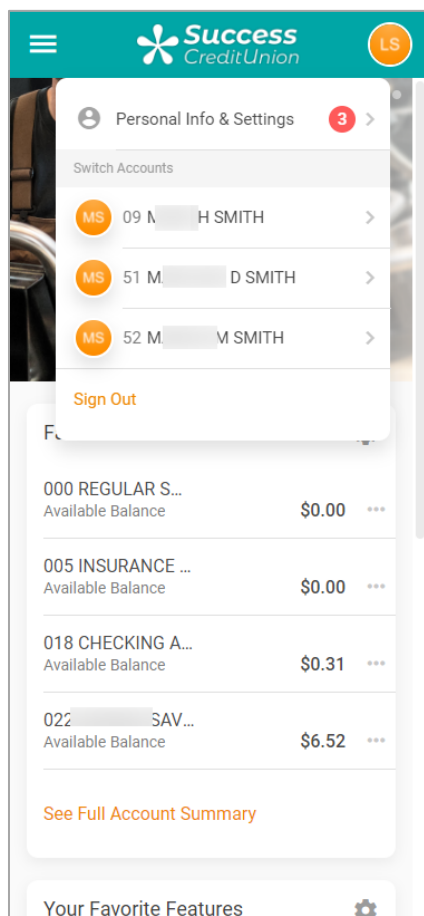 Success
CreditUnion
LS
Personal Info & Settings
3
Switch Accounts
MS
09 M H SMITH
MS
51 M. D SMITH
MS
52 M. M SMITH
Sign Out
000 REGULAR S...
Available Balance
$0.00
005 INSURANCE ...
Available Balance
$0.00
018 CHECKING A...
Available Balance
$0.31
022 SAV...
Available Balance
$6.52
See Full Account Summary
Your Favorite Features